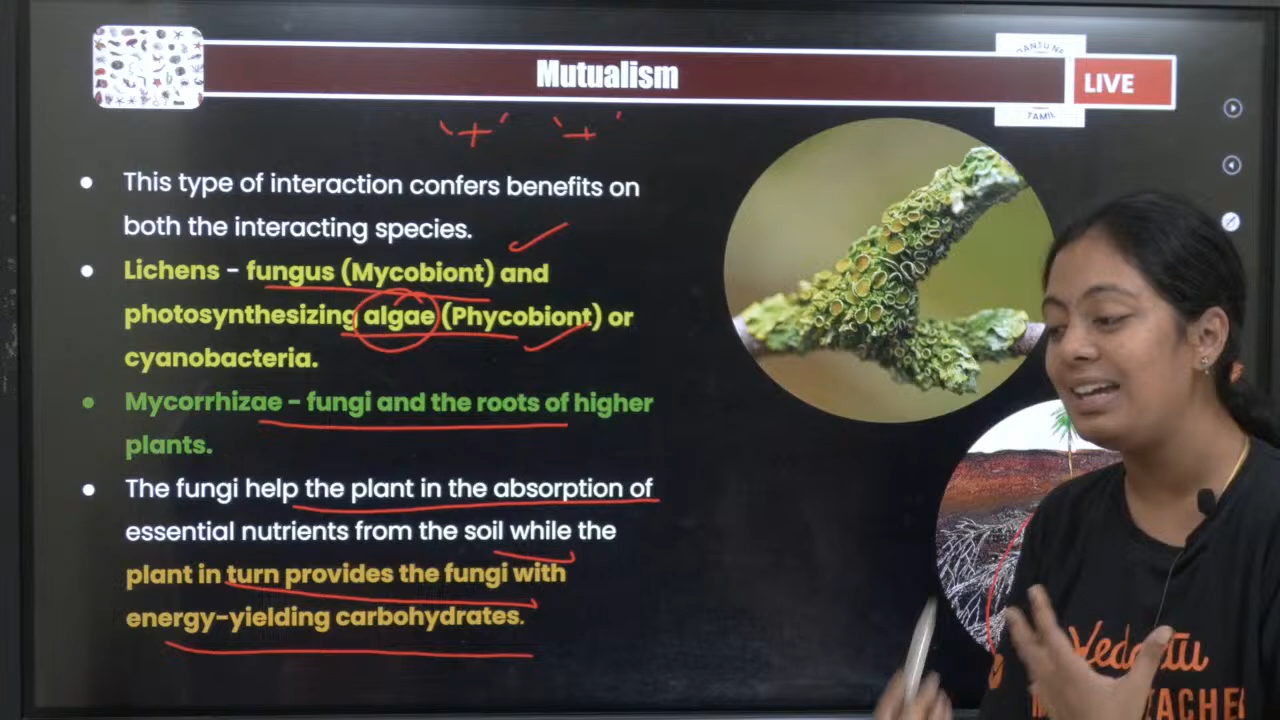 Mutualism
LIVE
TAMIL
'+' '+'
This type of interaction confers benefits on
both the interacting species.
Lichens - fungus (Mycobiont) and
photosynthesizing algae (Phycobiont) or
cyanobacteria.
Mycorrhizae - fungi and the roots of higher
plants.
The fungi help the plant in the absorption of
essential nutrients from the soil while the
plant in turn provides the fungi with
energy-yielding carbohydrates.
Vedantu